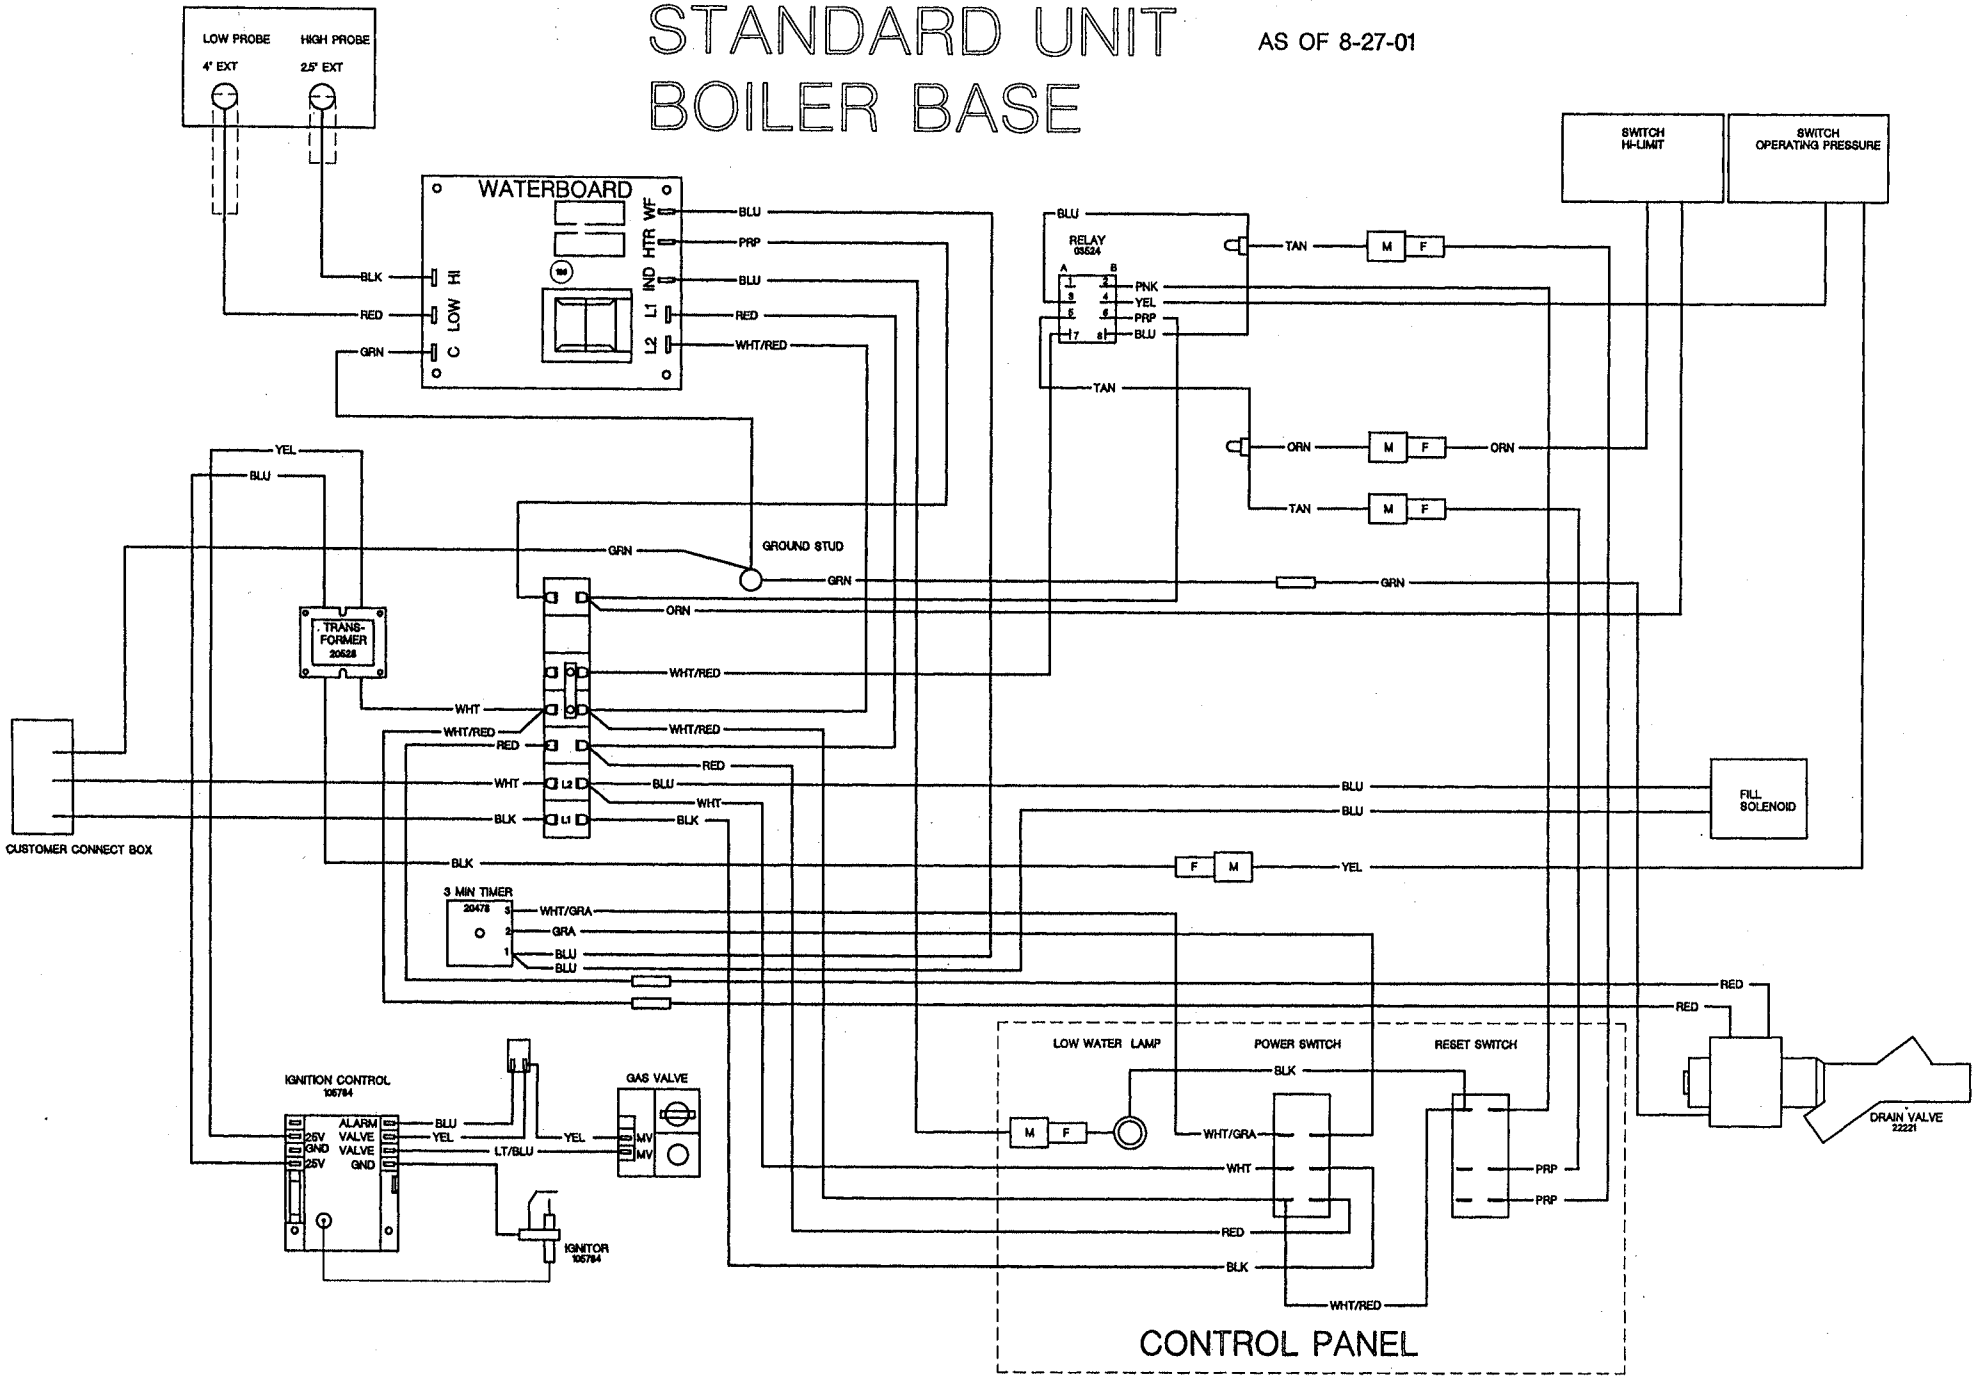 STANDARD UNIT
BOILER BASE
AS OF 8-27-01
LOW PROBE
HIGH PROBE
4" EXT
2.5" EXT
WATERBOARD
WF
HTR
IND
L1
L2
HI
LOW
C
BLK
RED
GRN
BLU
PRP
BLU
RED
WHT/RED
SWITCH
HI-LIMIT
SWITCH
OPERATING PRESSURE
BLU
RELAY
03524
A
B
1
2
3
4
5
6
7
8
PNK
YEL
PRP
BLU
TAN
M
F
TAN
ORN
M
F
ORN
TAN
M
F
YEL
BLU
GRN
GROUND STUD
GRN
GRN
ORN
TRANS-
FORMER
20528
WHT/RED
WHT
WHT/RED
WHT/RED
RED
RED
WHT
L2
BLU
BLU
WHT
BLK
L1
BLK
BLU
FILL
SOLENOID
CUSTOMER CONNECT BOX
BLK
F
M
YEL
3 MIN TIMER
20478
3
2
1
WHT/GRA
GRA
BLU
BLU
RED
RED
LOW WATER LAMP
POWER SWITCH
RESET SWITCH
BLK
M
F
WHT/GRA
WHT
RED
BLK
WHT/RED
PRP
PRP
CONTROL PANEL
DRAIN VALVE
22221
IGNITION CONTROL
105784
ALARM
VALVE
VALVE
GND
25V
GND
25V
BLU
YEL
LT/BLU
YEL
GAS VALVE
MV
MV
IGNITOR
105784